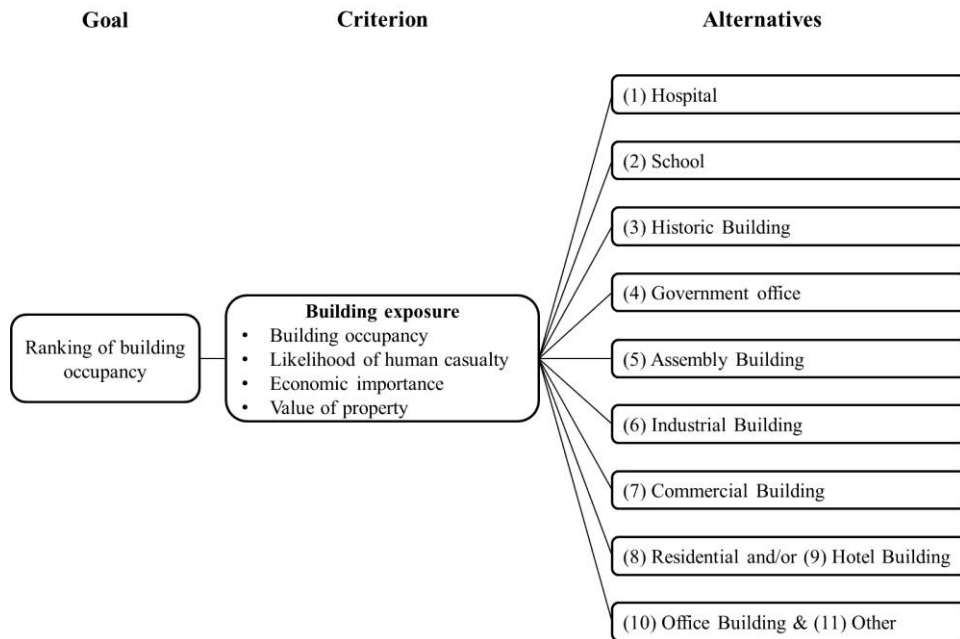 Goal
Criterion
Alternatives
Ranking of building
occupancy
Building exposure
• Building occupancy
• Likelihood of human casualty
• Economic importance
• Value of property
(1) Hospital
(2) School
(3) Historic Building
(4) Government office
(5) Assembly Building
(6) Industrial Building
(7) Commercial Building
(8) Residential and/or (9) Hotel Building
(10) Office Building & (11) Other